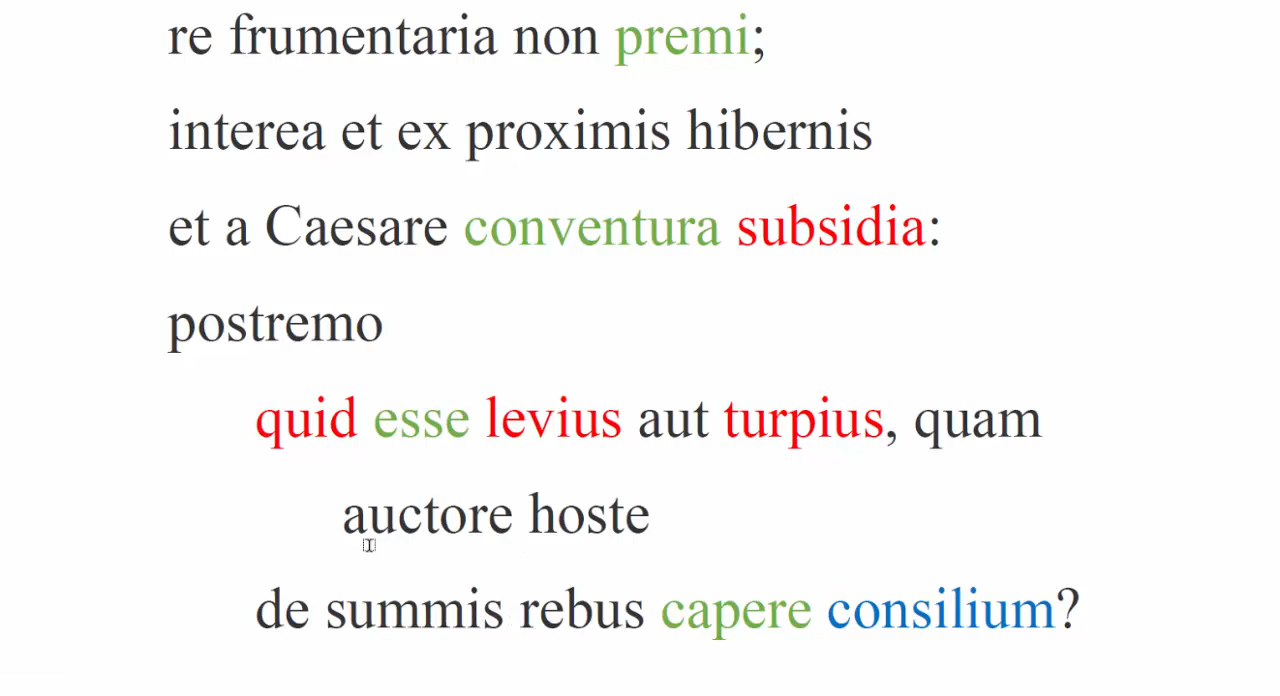 re frumentaria non premi;
interea et ex proximis hibernis
et a Caesare conventura subsidia:
postremo
quid esse levius aut turpius, quam
auctore hoste
de summis rebus capere consilium?